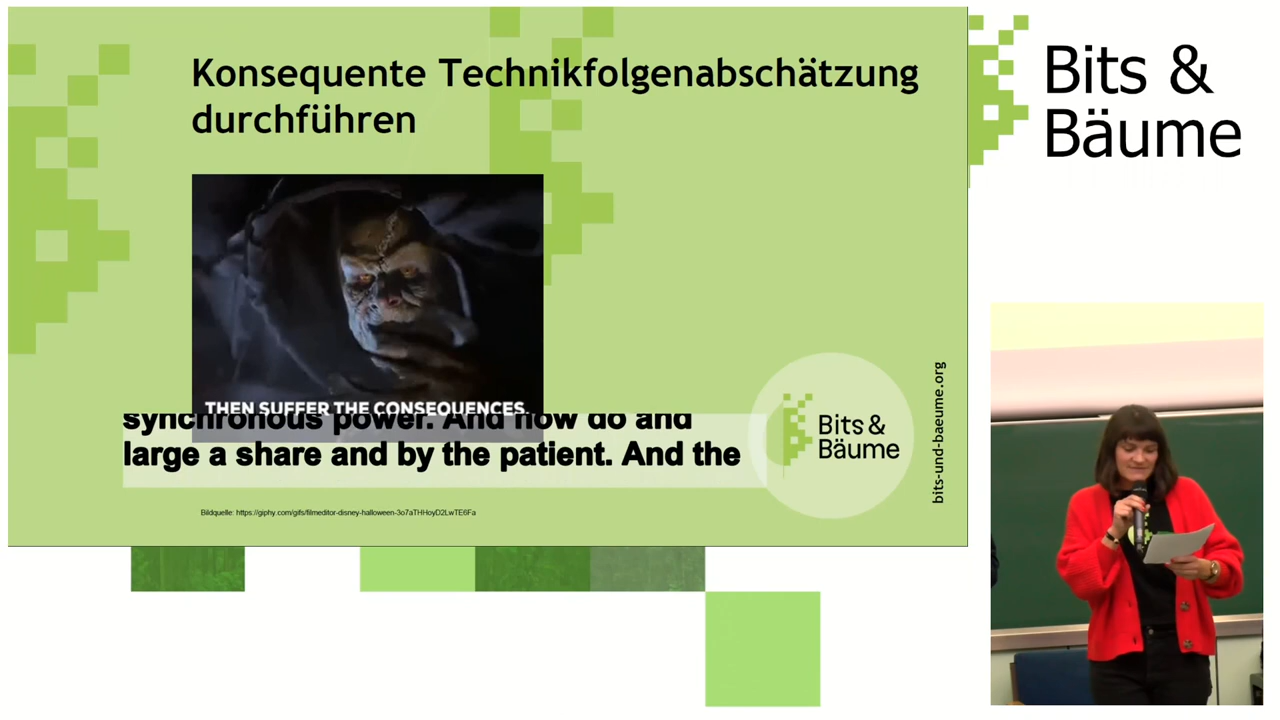 Konsequente Technikfolgenabschätzung
durchführen
THEN SUFFER THE CONSEQUENCES.
synchronous power. And now do and
large a share and by the patient. And the
Bildquelle: https://giphy.com/gifs/filmeditor-disney-halloween-3o7aTHHoyD2LwTE6Fa
Bits &
Bäume
bits-und-baeume.org
Bits &
Bäume